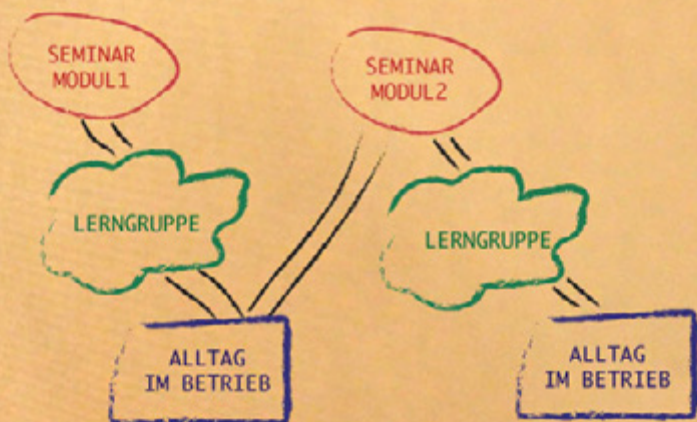 SEMINAR
MODUL1
SEMINAR
MODUL2
LERNGRUPPE
LERNGRUPPE
ALLTAG
IM BETRIEB
ALLTAG
IM BETRIEB